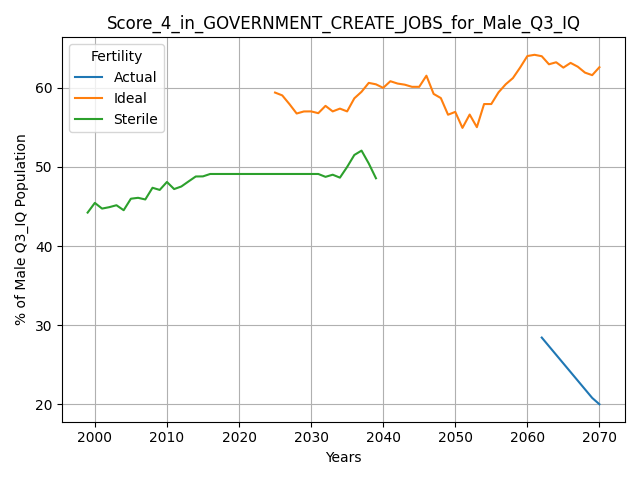 Score_4_in_GOVERNMENT_CREATE_JOBS_for_Male_Q3_IQ
Fertility
Actual
Ideal
Sterile
% of Male Q3_IQ Population
60
50
40
30
20
2000 2010 2020 2030 2040 2050 2060 2070
Years